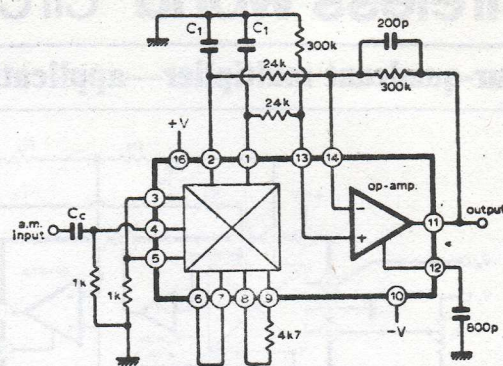 C1
C1
200p
300k
24k
300k
24k
+V
16
2
1
13
14
op-amp.
3
4
5
a.m.
input
Cc
1k
1k
-
+
11
output
12
6
7
8
9
10
-V
4k7
800p